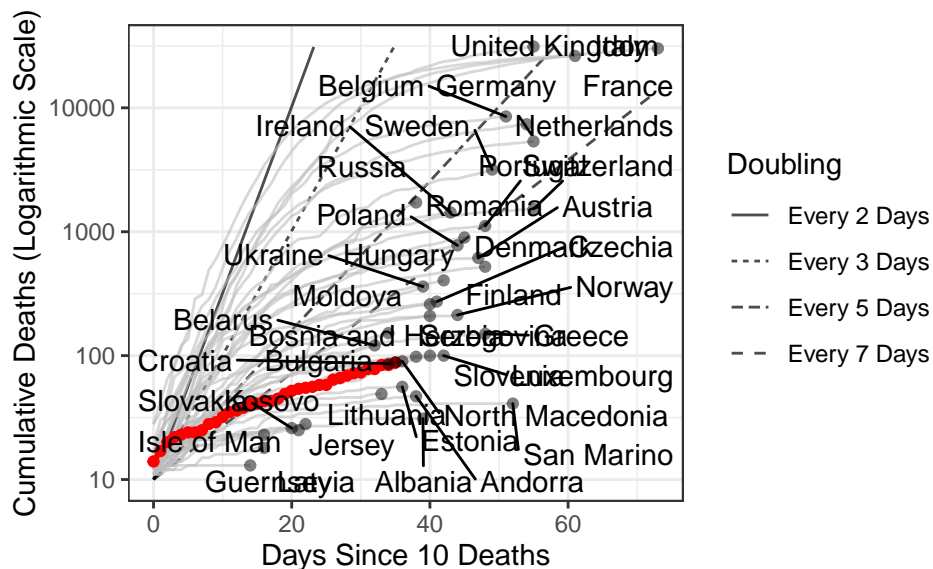 Cumulative Deaths (Logarithmic Scale)
10000
1000
100
10
United Kingdom Italy
Belgium Germany France
Ireland Sweden Netherlands
Russia Portugal Switzerland
Poland Romania Austria
Ukraine Hungary Denmark Czechia
Moldova Finland Norway
Belarus Bosnia and Herzegovina Serbia Greece
Croatia Bulgaria
Slovenia Luxembourg
Slovakia Kosovo Lithuania North Macedonia
Isle of Man Jersey Estonia San Marino
Guernsey Latvia Albania Andorra
0 20 40 60
Days Since 10 Deaths
Doubling
Every 2 Days
Every 3 Days
Every 5 Days
Every 7 Days